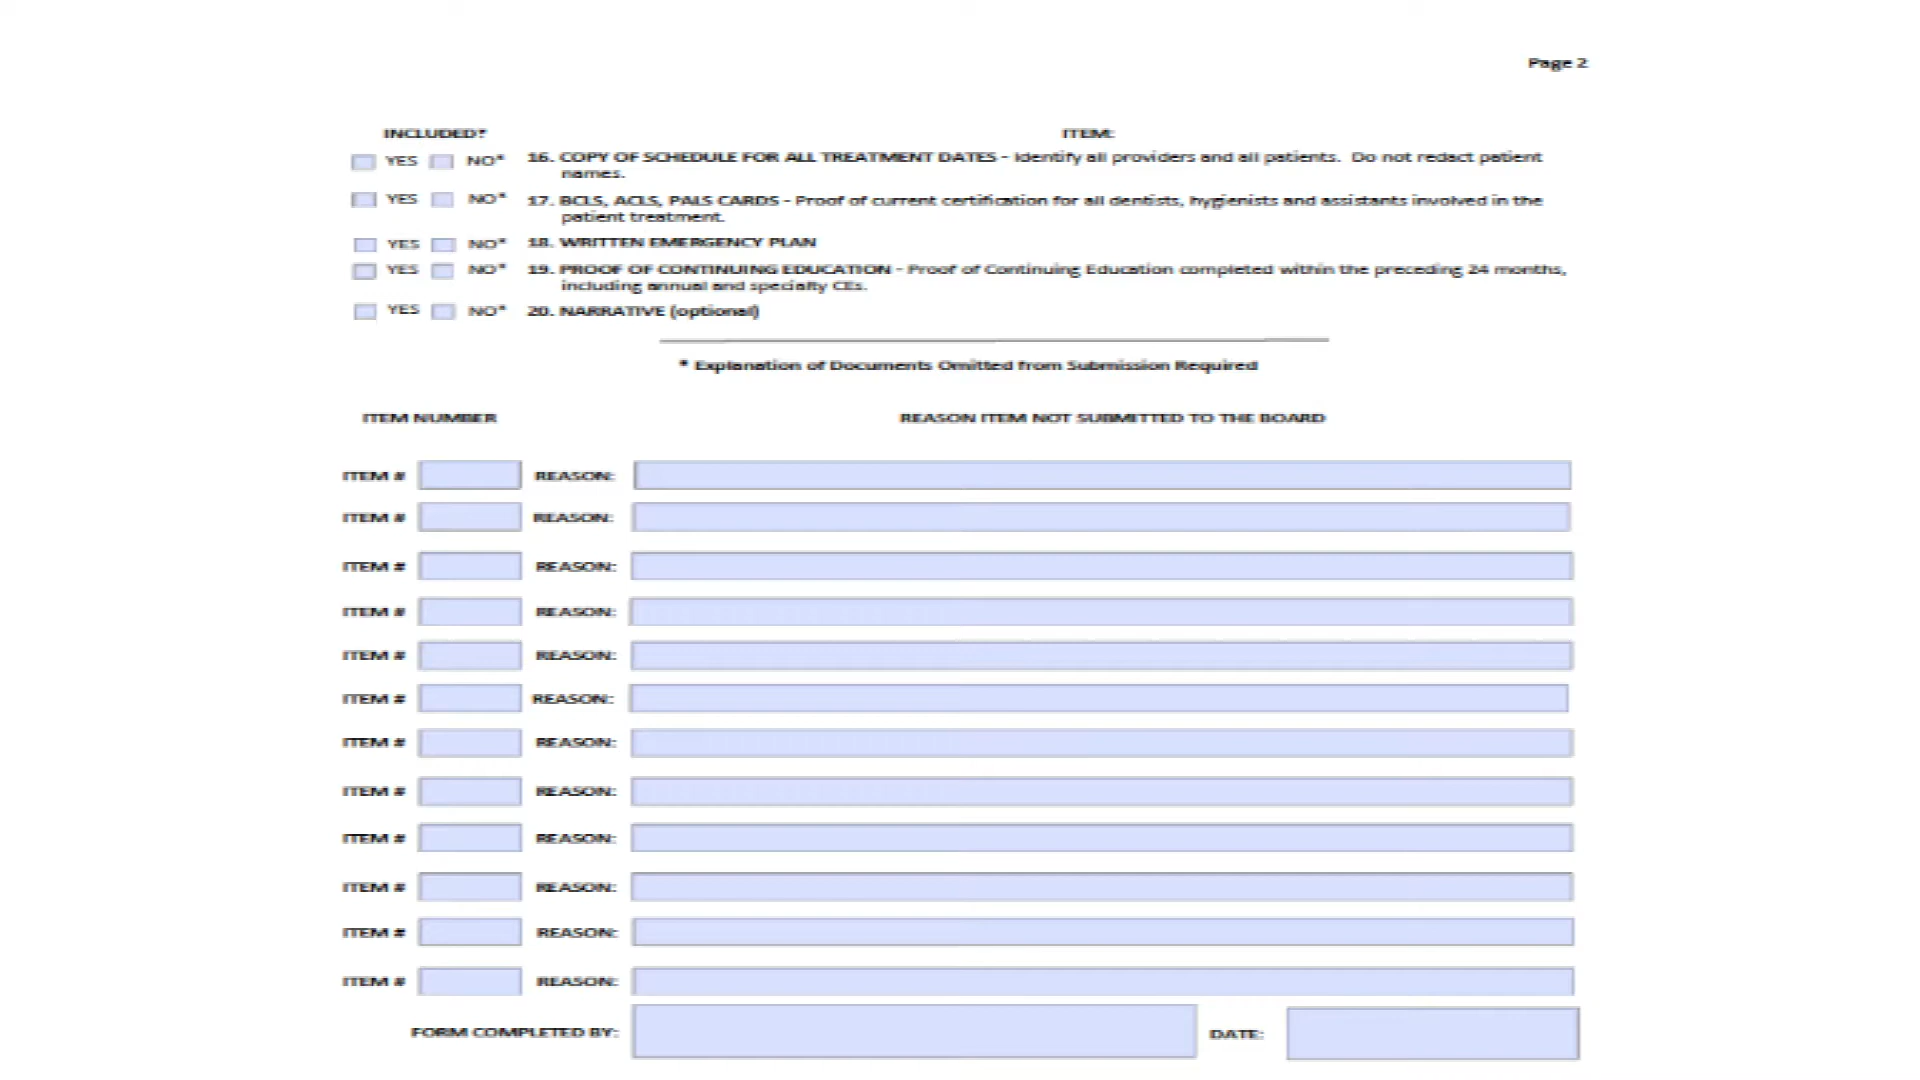 Page 2
INCLUDED? ITEM:
YES NO* 16. COPY OF SCHEDULE FOR ALL TREATMENT DATES - Identify all providers and all patients. Do not redact patient
names.
YES NO* 17. BCLS, ACLS, PALS CARDS - Proof of current certification for all dentists, hygienists and assistants involved in the
patient treatment.
YES NO* 18. WRITTEN EMERGENCY PLAN
YES NO* 19. PROOF OF CONTINUING EDUCATION - Proof of Continuing Education completed within the preceding 24 months,
including annual and specialty CEs.
YES NO* 20. NARRATIVE (optional)
* Explanation of Documents Omitted from Submission Required
ITEM NUMBER REASON ITEM NOT SUBMITTED TO THE BOARD
ITEM # REASON:
ITEM # REASON:
ITEM # REASON:
ITEM # REASON:
ITEM # REASON:
ITEM # REASON:
ITEM # REASON:
ITEM # REASON:
ITEM # REASON:
ITEM # REASON:
ITEM # REASON:
ITEM # REASON:
FORM COMPLETED BY: DATE: